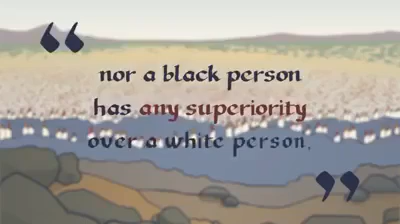 “
nor a black person
has any superiority
over a white person.
”